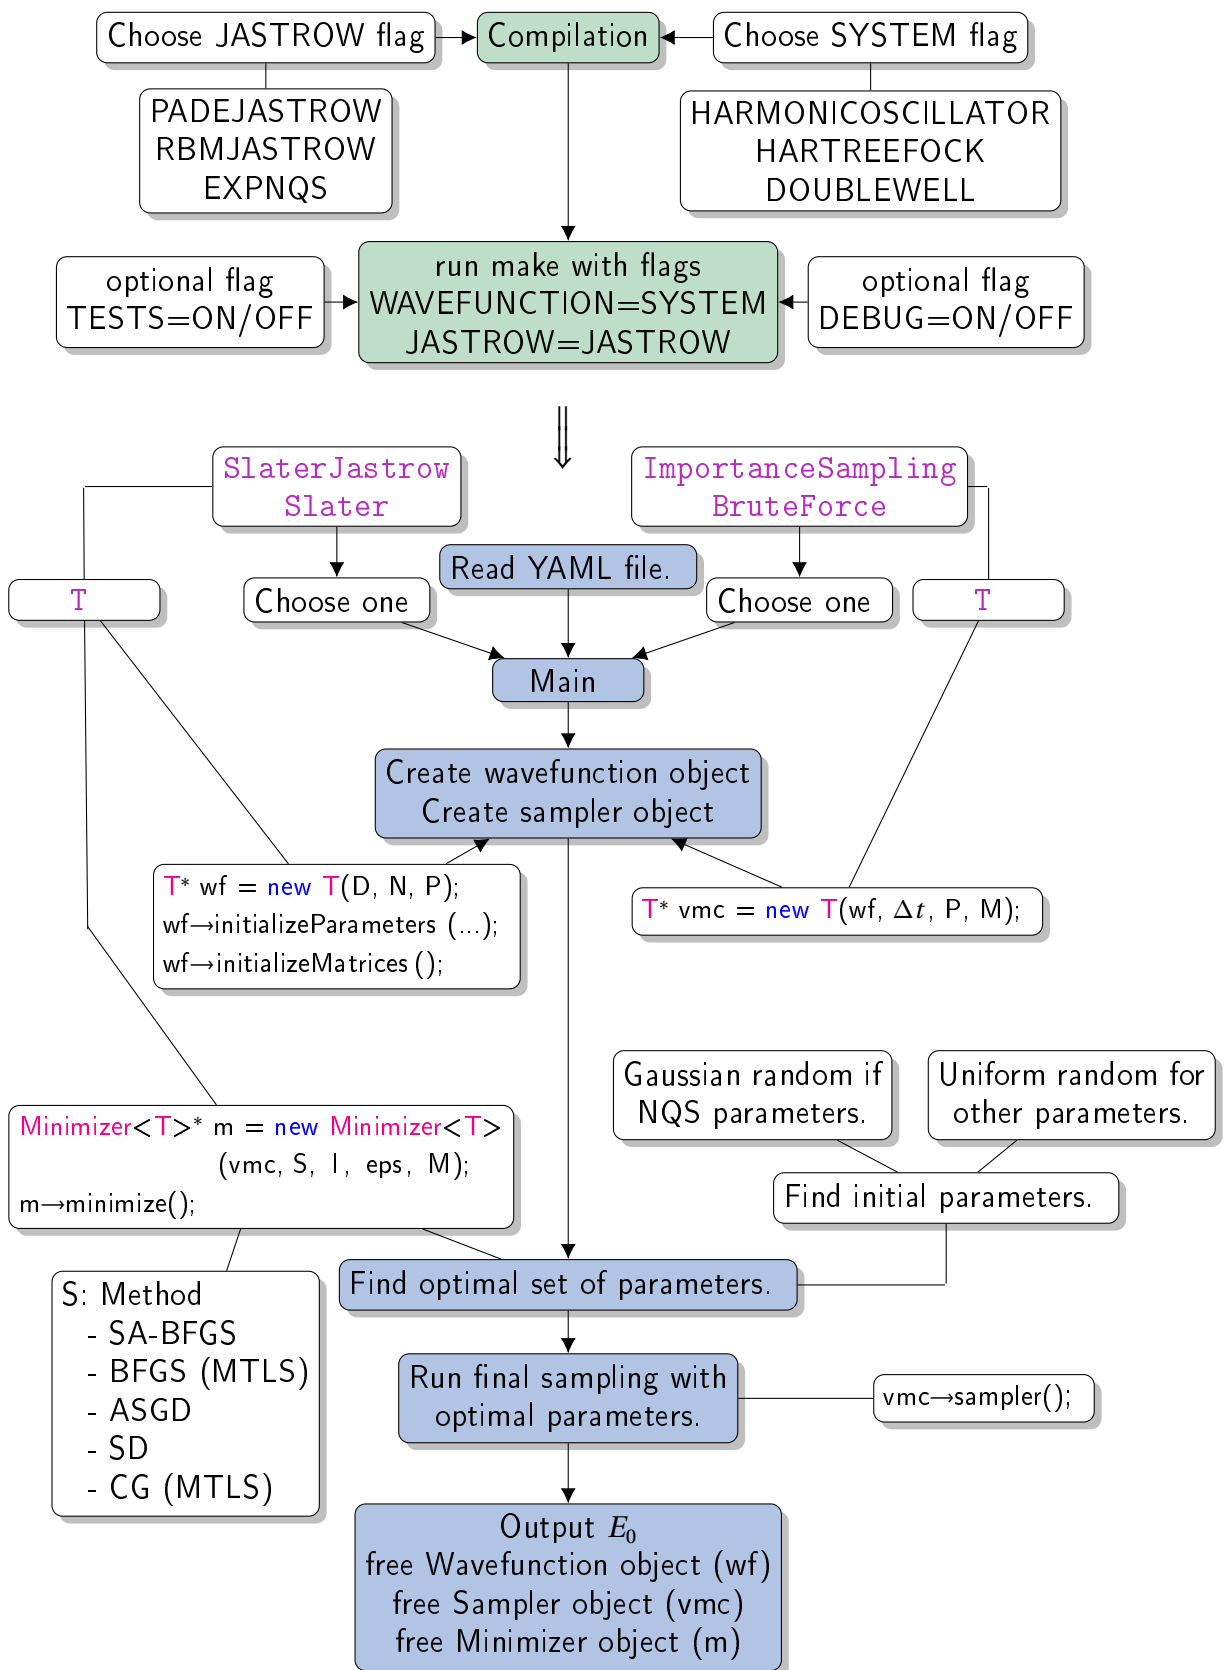 Choose JASTROW flag
Compilation
Choose SYSTEM flag
PADEJASTROW
RBMJASTROW
EXPNQS
HARMONICOSCILLATOR
HARTREEFOCK
DOUBLEWELL
optional flag
TESTS=ON/OFF
run make with flags
WAVEFUNCTION=SYSTEM
JASTROW=JASTROW
optional flag
DEBUG=ON/OFF
⇓
SlaterJastrow
Slater
ImportanceSampling
BruteForce
Read YAML file.
T
Choose one
Choose one
T
Main
Create wavefunction object
Create sampler object
T* wf = new T(D, N, P);
wf→initializeParameters (...);
wf→initializeMatrices ();
T* vmc = new T(wf, Δt, P, M);
Gaussian random if
NQS parameters.
Uniform random for
other parameters.
Minimizer<T>* m = new Minimizer<T>
(vmc, S, I, eps, M);
m→minimize();
Find initial parameters.
Find optimal set of parameters.
S: Method
- SA-BFGS
- BFGS (MTLS)
- ASGD
- SD
- CG (MTLS)
Run final sampling with
optimal parameters.
vmc→sampler();
Output E₀
free Wavefunction object (wf)
free Sampler object (vmc)
free Minimizer object (m)